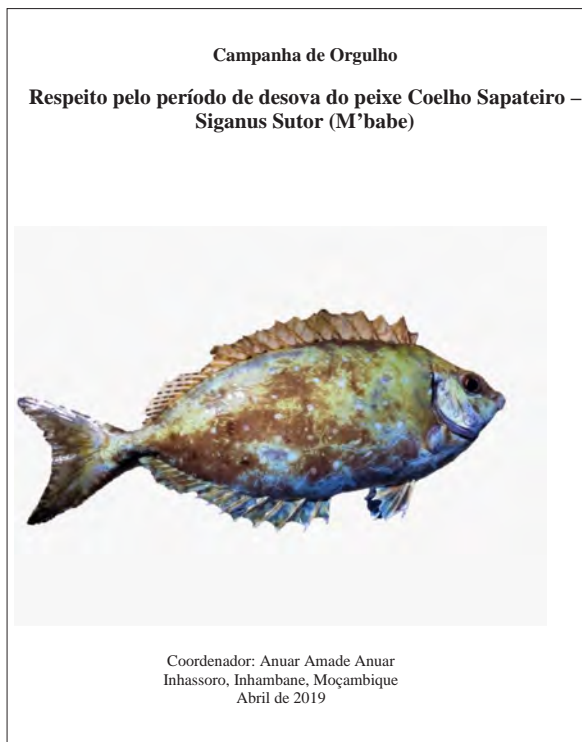 Campanha de Orgulho
Respeito pelo período de desova do peixe Coelho Sapateiro –
Siganus Sutor (M’babe)
Coordenador: Anuar Amade Anuar
Inhassoro, Inhambane, Moçambique
Abril de 2019